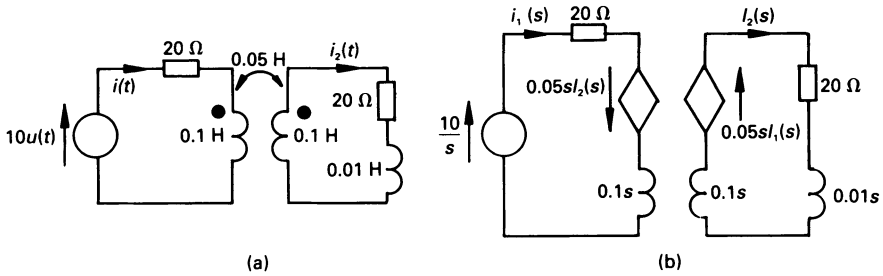 20 Ω
0.05 H
i(t)
i₂(t)
20 Ω
10u(t)
0.1 H
0.1 H
0.01 H
(a)
i₁ (s)
20 Ω
I₂(s)
0.05sI₂(s)
20 Ω
10/s
0.05sI₁(s)
0.1s
0.1s
0.01s
(b)